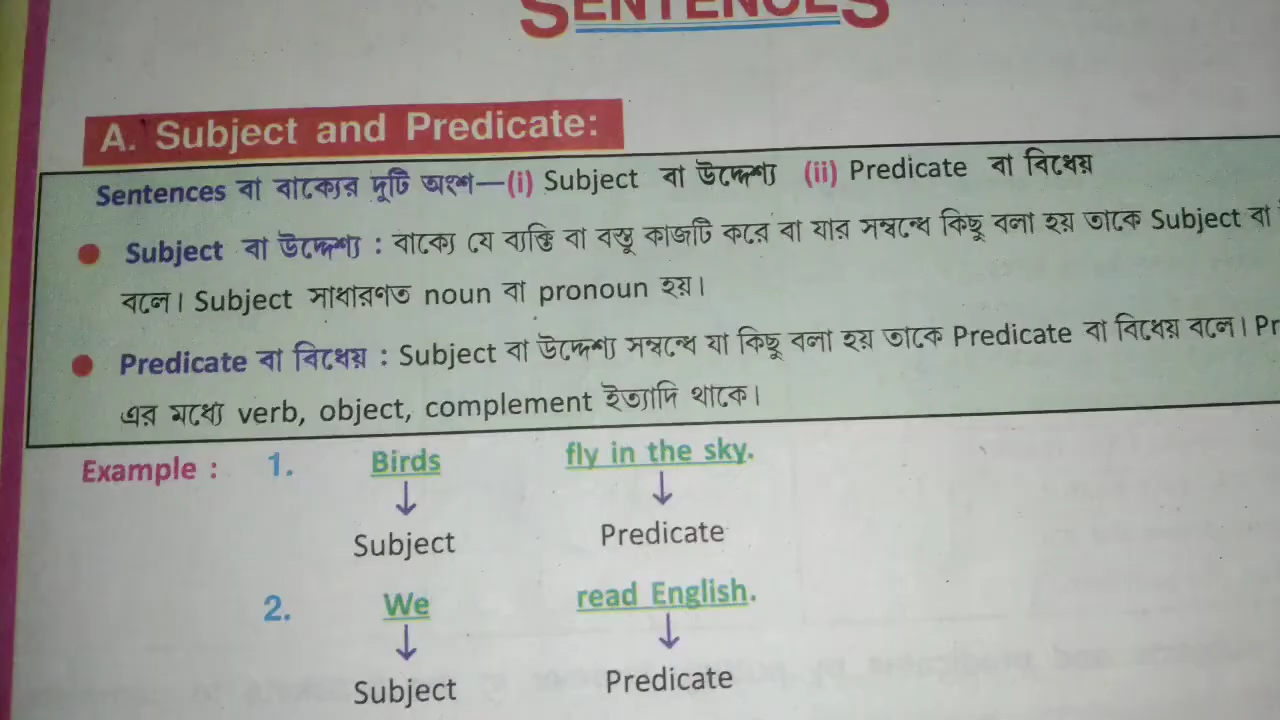 SENTENCES
A. Subject and Predicate:
Sentences বা বাক্যের দুটি অংশ—(i) Subject বা উদ্দেশ্য (ii) Predicate বা বিধেয়
Subject বা উদ্দেশ্য : বাক্যে যে ব্যক্তি বা বস্তু কাজটি করে বা যার সম্বন্ধে কিছু বলা হয় তাকে Subject বা
বলে। Subject সাধারণত noun বা pronoun হয়।
Predicate বা বিধেয় : Subject বা উদ্দেশ্য সম্বন্ধে যা কিছু বলা হয় তাকে Predicate বা বিধেয় বলে। Pr
এর মধ্যে verb, object, complement ইত্যাদি থাকে।
Example : 1. Birds fly in the sky.
Subject Predicate
2. We read English.
Subject Predicate